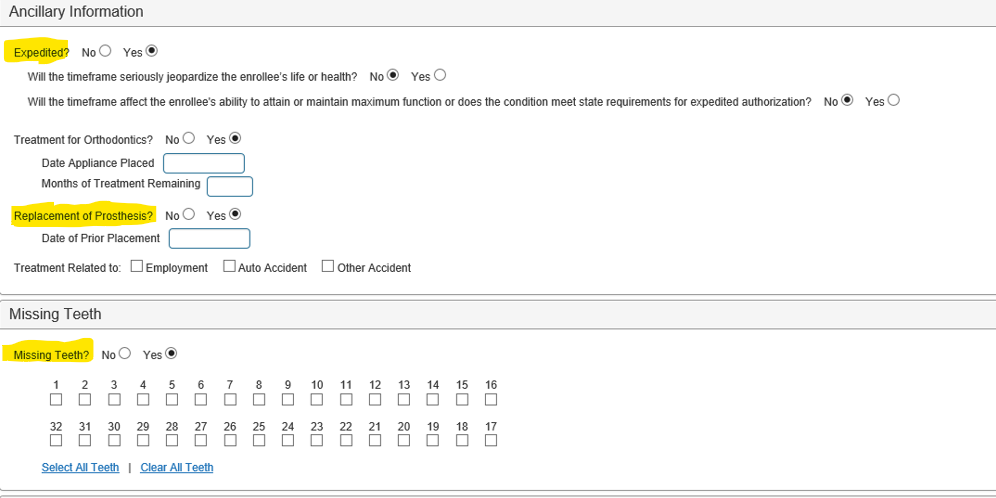 Ancillary Information
Expedited? No Yes
Will the timeframe seriously jeopardize the enrollee's life or health? No Yes
Will the timeframe affect the enrollee's ability to attain or maintain maximum function or does the condition meet state requirements for expedited authorization? No Yes
Treatment for Orthodontics? No Yes
Date Appliance Placed
Months of Treatment Remaining
Replacement of Prosthesis? No Yes
Date of Prior Placement
Treatment Related to: Employment Auto Accident Other Accident
Missing Teeth
Missing Teeth? No Yes
1 2 3 4 5 6 7 8 9 10 11 12 13 14 15 16
32 31 30 29 28 27 26 25 24 23 22 21 20 19 18 17
Select All Teeth | Clear All Teeth